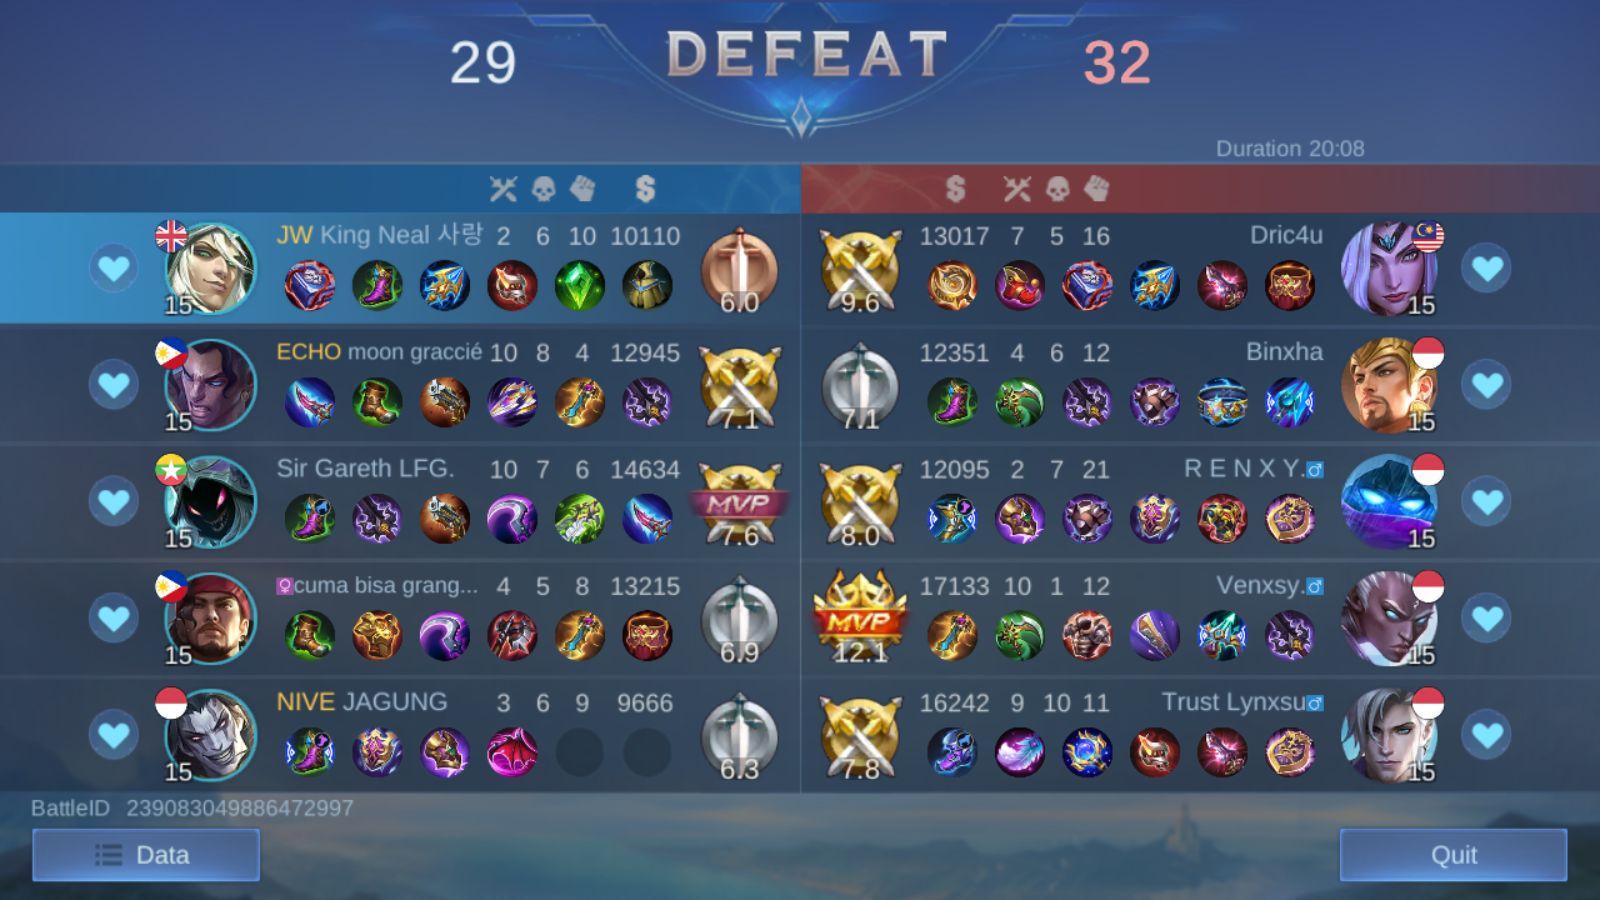 29 DEFEAT 32
Duration 20:08
JW King Neal 사랑 2 6 10 10110
15 6.0
9.6 13017 7 5 16 Dric4u
15
ECHO moon graccié 10 8 4 12945
15 7.1
7.1 12351 4 6 12 Binxha
15
Sir Gareth LFG. 10 7 6 14634
15 MVP 7.6
8.0 12095 2 7 21 R E N X Y.♂
15
♀cuma bisa grang... 4 5 8 13215
15 6.9
MVP 12.1 17133 10 1 12 Venxsy.♂
15
NIVE JAGUNG 3 6 9 9666
15 6.3
7.8 16242 9 10 11 Trust Lynxsu♂
15
BattleID 239083049886472997
Data
Quit